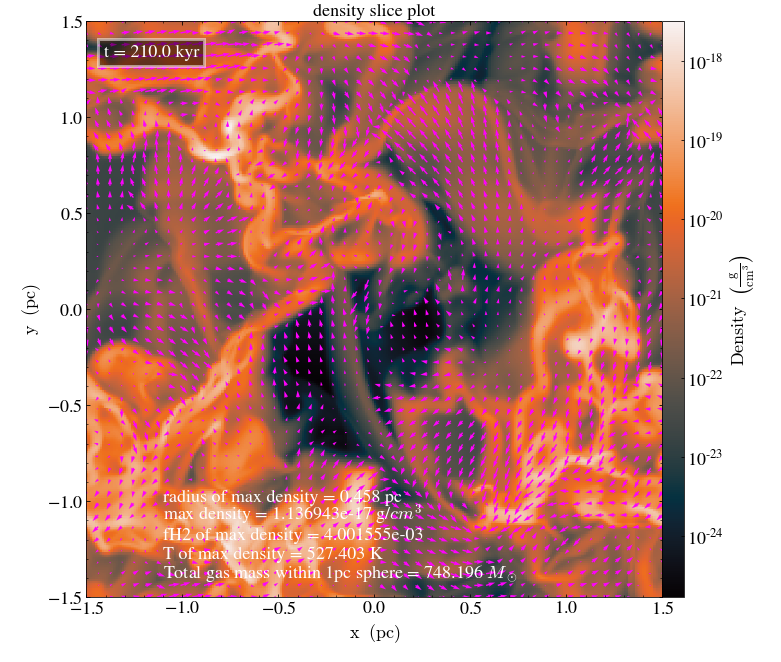 density slice plot
t = 210.0 kyr
1.5
1.0
0.5
0.0
−0.5
−1.0
−1.5
y (pc)
radius of max density = 0.458 pc
max density = 1.136943e-17 g/cm^3
fH2 of max density = 4.001555e-03
T of max density = 527.403 K
Total gas mass within 1pc sphere = 748.196 M⊙
−1.5 −1.0 −0.5 0.0 0.5 1.0 1.5
x (pc)
10^-18
10^-19
10^-20
10^-21
10^-22
10^-23
10^-24
Density (g/cm^3)